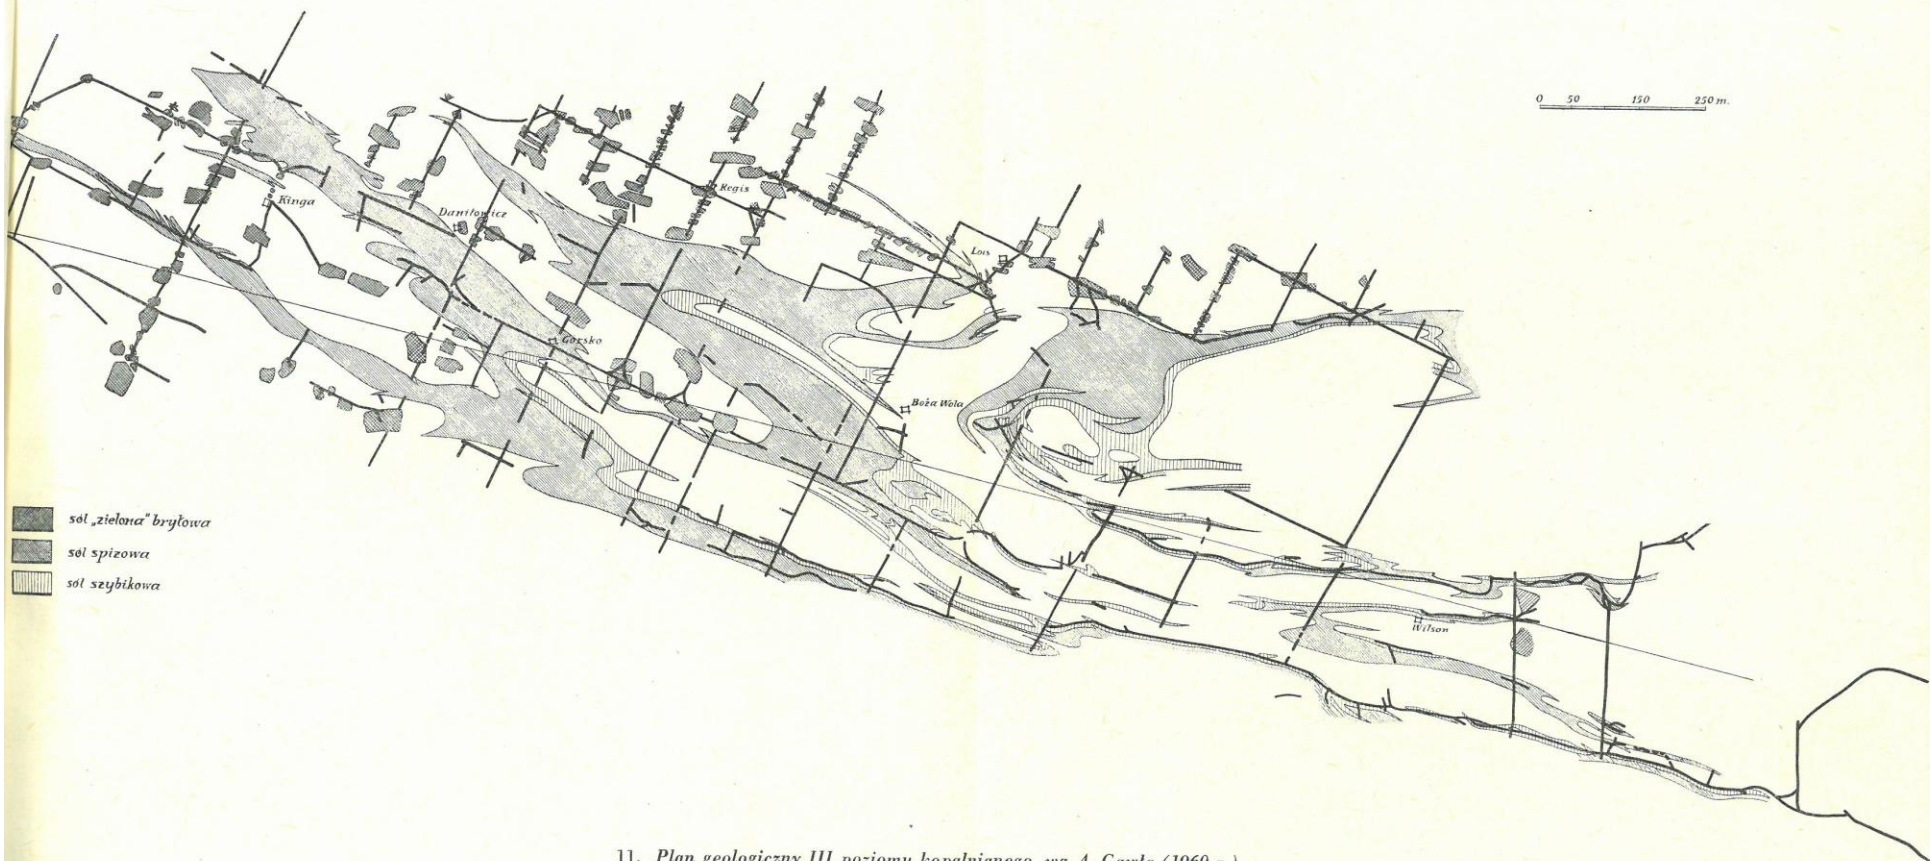 0 50 150 250 m.
Kinga
Daniłowicz
Regis
Lois
Górsko
Boża Wola
Wilson
sól „zielona" bryłowa
sól spizowa
sól szybikowa
11. Plan geologiczny III poziomu kopalnianego wg A. Gawła (1960 r.)